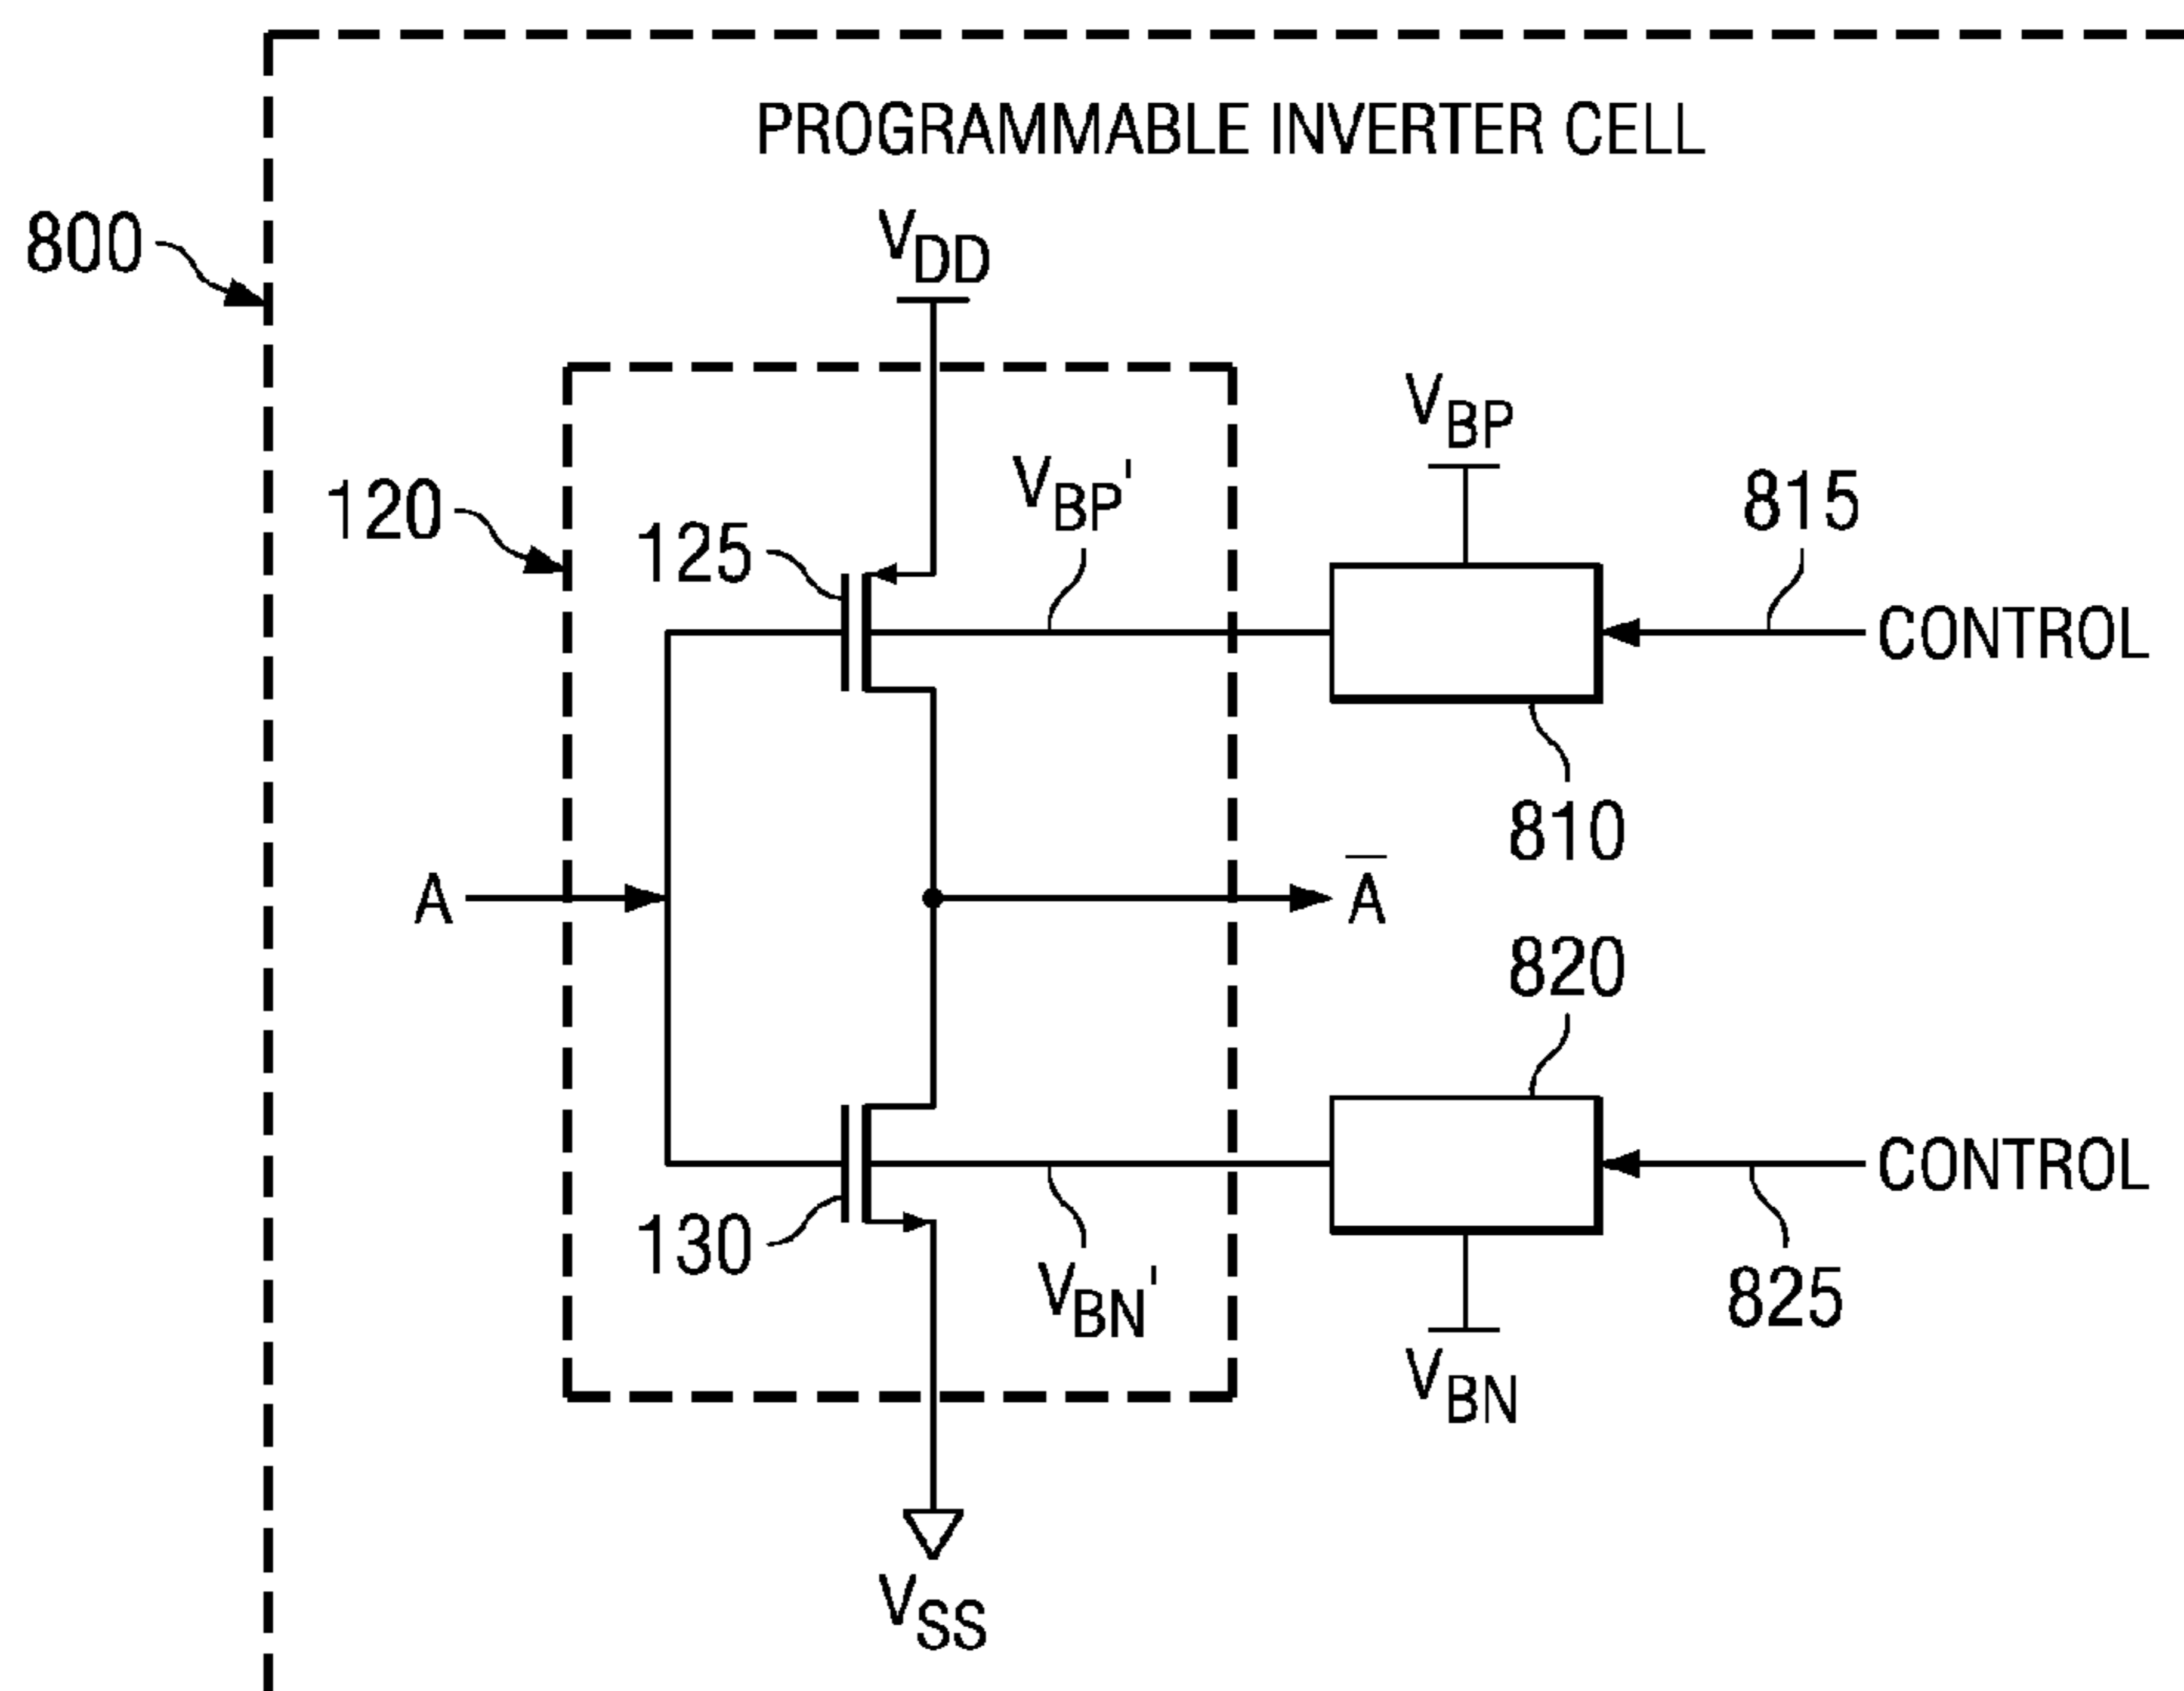 PROGRAMMABLE INVERTER CELL
800
VDD
VBP
VBP'
120
125
815
CONTROL
810
A
A̅
820
CONTROL
130
VBN'
825
VBN
VSS